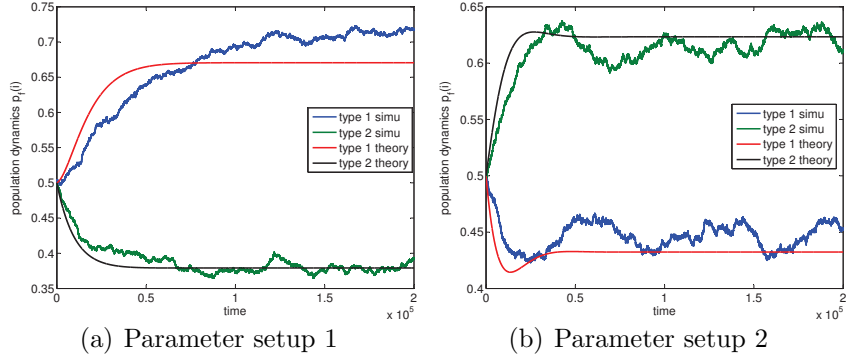 0.75
0.7
0.65
0.6
0.55
0.5
0.45
0.4
0.35
population dynamics p_f(i)
type 1 simu
type 2 simu
type 1 theory
type 2 theory
0 0.5 1 1.5 2
time
x 10^5
(a) Parameter setup 1
0.65
0.6
0.55
0.5
0.45
0.4
population dynamics p_f(i)
type 1 simu
type 2 simu
type 1 theory
type 2 theory
0 0.5 1 1.5 2
time
x 10^5
(b) Parameter setup 2